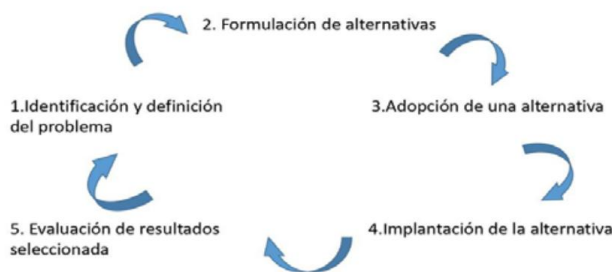 2. Formulación de alternativas
1.Identificación y definición
del problema
3.Adopción de una alternativa
5. Evaluación de resultados
seleccionada
4.Implantación de la alternativa